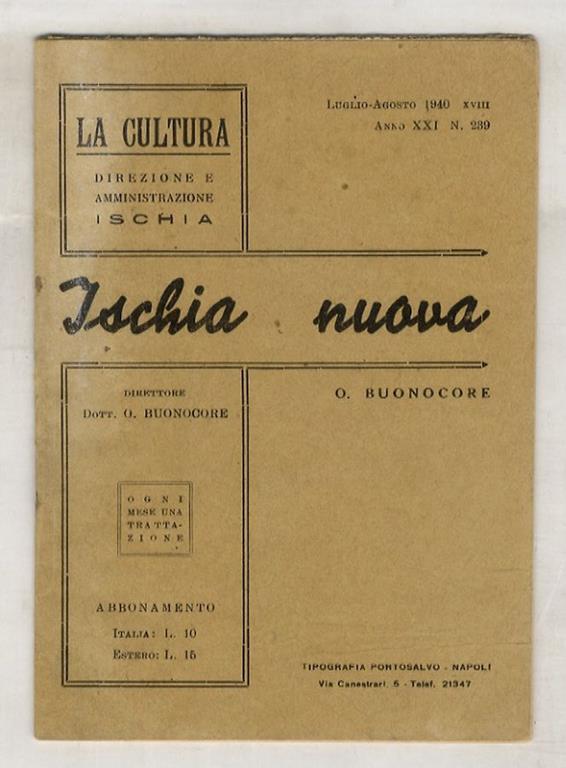 LA CULTURA
DIREZIONE E
AMMINISTRAZIONE
ISCHIA
LUGLIO-AGOSTO 1940 XVIII
ANNO XXI N. 239
Ischia nuova
DIRETTORE
DOTT. O. BUONOCORE
O. BUONOCORE
OGNI
MESE UNA
TRATTA-
ZIONE
ABBONAMENTO
ITALIA: L. 10
ESTERO: L. 15
TIPOGRAFIA PORTOSALVO - NAPOLI
Via Canestrari, 5 - Telef. 21347